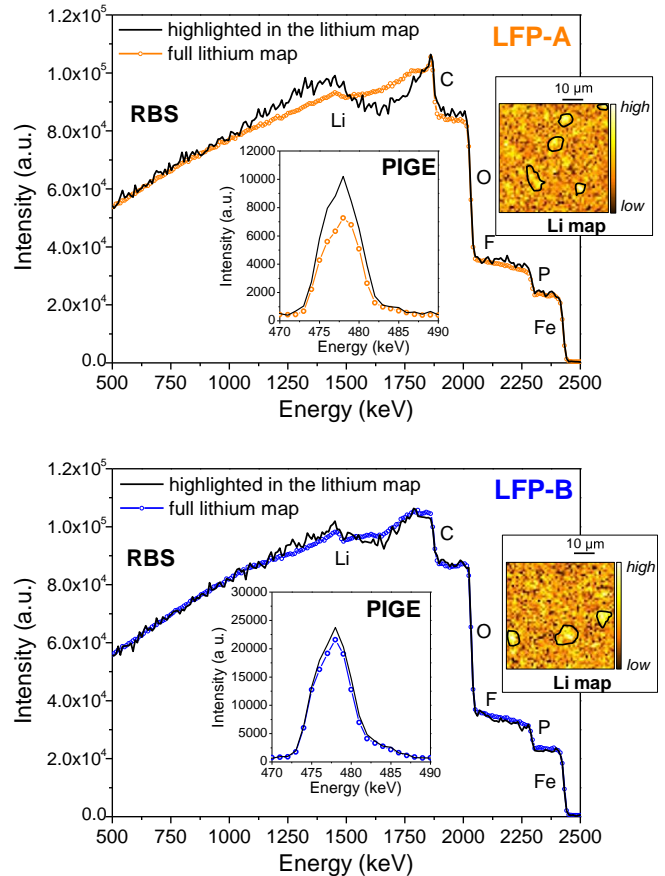 1.2x10^5
1.0x10^5
8.0x10^4
6.0x10^4
4.0x10^4
2.0x10^4
0.0
Intensity (a.u.)
highlighted in the lithium map
full lithium map
LFP-A
RBS
Li
C
O
F
P
Fe
PIGE
12000
10000
8000
6000
4000
2000
0
Intensity (a.u.)
470 475 480 485 490
Energy (keV)
10 µm
high
low
Li map
500 750 1000 1250 1500 1750 2000 2250 2500
Energy (keV)
1.2x10^5
1.0x10^5
8.0x10^4
6.0x10^4
4.0x10^4
2.0x10^4
0.0
Intensity (a.u.)
highlighted in the lithium map
full lithium map
LFP-B
RBS
Li
C
O
F
P
Fe
PIGE
30000
25000
20000
15000
10000
5000
0
Intensity (a.u.)
470 475 480 485 490
Energy (keV)
10 µm
high
low
Li map
500 750 1000 1250 1500 1750 2000 2250 2500
Energy (keV)